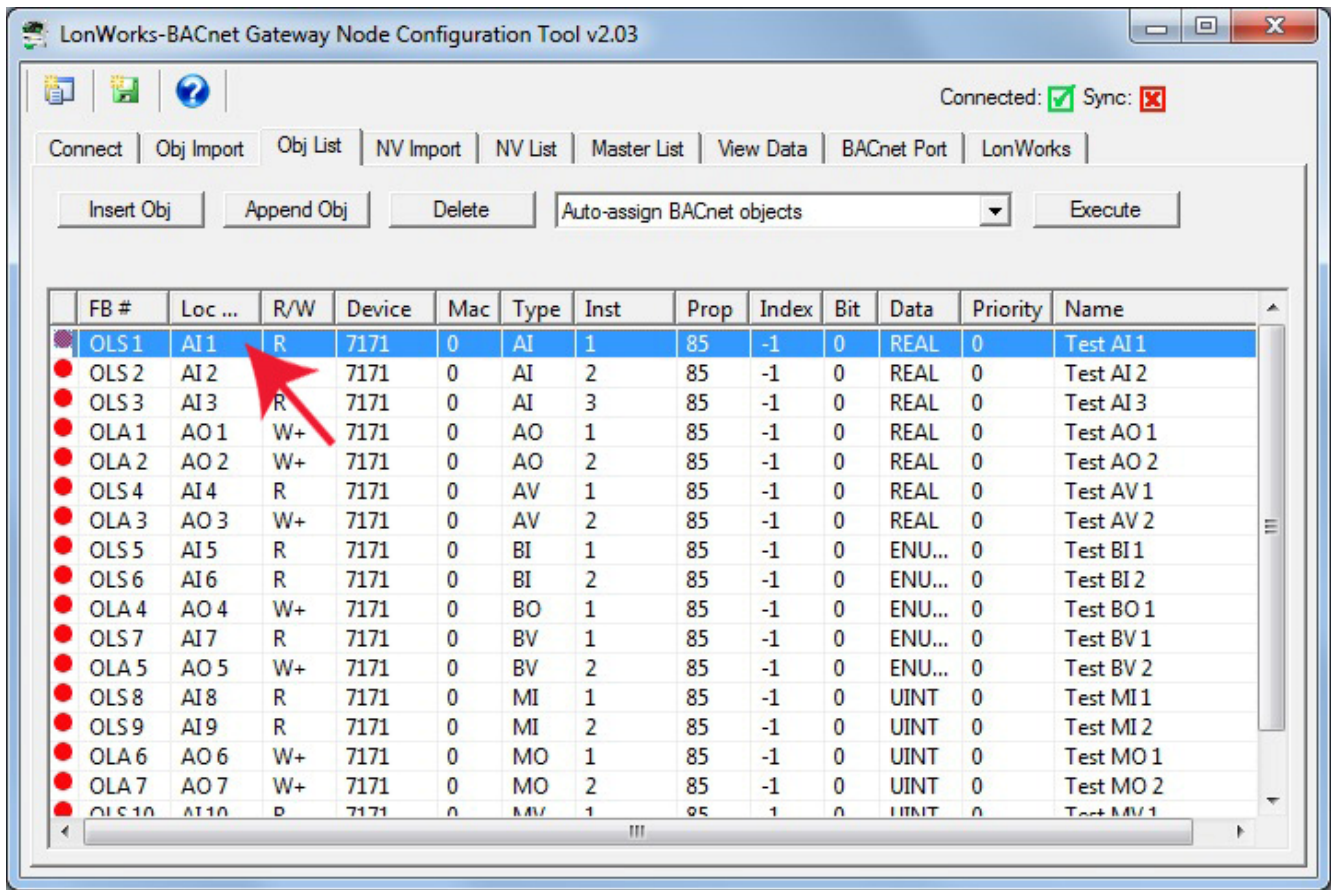 LonWorks-BACnet Gateway Node Configuration Tool v2.03
Connected: Sync:
Connect Obj Import Obj List NV Import NV List Master List View Data BACnet Port LonWorks
Insert Obj Append Obj Delete Auto-assign BACnet objects Execute
FB # Loc ... R/W Device Mac Type Inst Prop Index Bit Data Priority Name
OLS 1 AI 1 R 7171 0 AI 1 85 -1 0 REAL 0 Test AI 1
OLS 2 AI 2 7171 0 AI 2 85 -1 0 REAL 0 Test AI 2
OLS 3 AI 3 R 7171 0 AI 3 85 -1 0 REAL 0 Test AI 3
OLA 1 AO 1 W+ 7171 0 AO 1 85 -1 0 REAL 0 Test AO 1
OLA 2 AO 2 W+ 7171 0 AO 2 85 -1 0 REAL 0 Test AO 2
OLS 4 AI 4 R 7171 0 AV 1 85 -1 0 REAL 0 Test AV 1
OLA 3 AO 3 W+ 7171 0 AV 2 85 -1 0 REAL 0 Test AV 2
OLS 5 AI 5 R 7171 0 BI 1 85 -1 0 ENU... 0 Test BI 1
OLS 6 AI 6 R 7171 0 BI 2 85 -1 0 ENU... 0 Test BI 2
OLA 4 AO 4 W+ 7171 0 BO 1 85 -1 0 ENU... 0 Test BO 1
OLS 7 AI 7 R 7171 0 BV 1 85 -1 0 ENU... 0 Test BV 1
OLA 5 AO 5 W+ 7171 0 BV 2 85 -1 0 ENU... 0 Test BV 2
OLS 8 AI 8 R 7171 0 MI 1 85 -1 0 UINT 0 Test MI 1
OLS 9 AI 9 R 7171 0 MI 2 85 -1 0 UINT 0 Test MI 2
OLA 6 AO 6 W+ 7171 0 MO 1 85 -1 0 UINT 0 Test MO 1
OLA 7 AO 7 W+ 7171 0 MO 2 85 -1 0 UINT 0 Test MO 2
OLS 10 AI 10 R 7171 0 MV 1 85 -1 0 UINT 0 Test MV 1